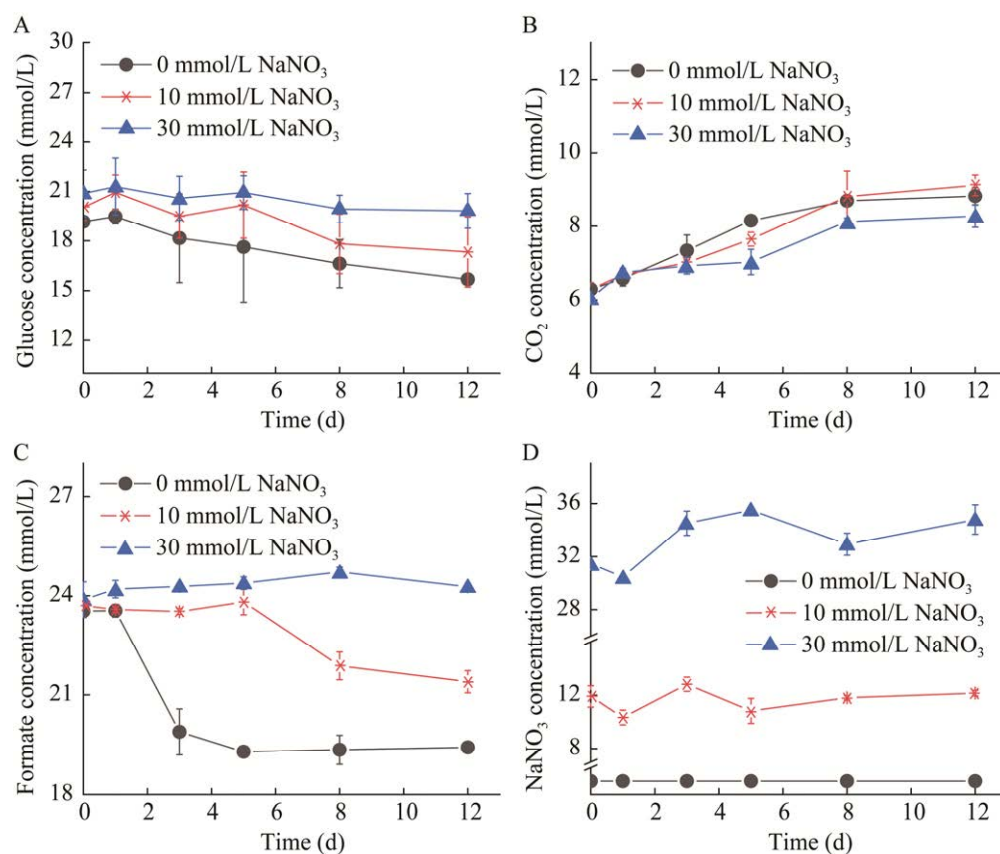 A
Glucose concentration (mmol/L)
30
27
24
21
18
15
12
0 mmol/L NaNO₃
10 mmol/L NaNO₃
30 mmol/L NaNO₃
0 2 4 6 8 10 12
Time (d)
B
CO₂ concentration (mmol/L)
12
10
8
6
4
0 mmol/L NaNO₃
10 mmol/L NaNO₃
30 mmol/L NaNO₃
0 2 4 6 8 10 12
Time (d)
C
Formate concentration (mmol/L)
27
24
21
18
0 mmol/L NaNO₃
10 mmol/L NaNO₃
30 mmol/L NaNO₃
0 2 4 6 8 10 12
Time (d)
D
NaNO₃ concentration (mmol/L)
36
32
28
12
8
0 mmol/L NaNO₃
10 mmol/L NaNO₃
30 mmol/L NaNO₃
0 2 4 6 8 10 12
Time (d)